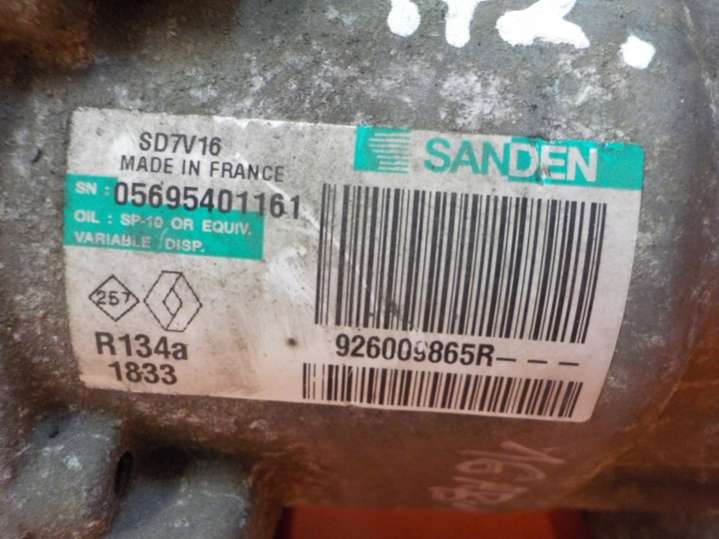 SD7V16
MADE IN FRANCE
SANDEN
SN : 05695401161
OIL : SP-10 OR EQUIV.
VARIABLE DISP.
257
R134a
1833
926009865R---